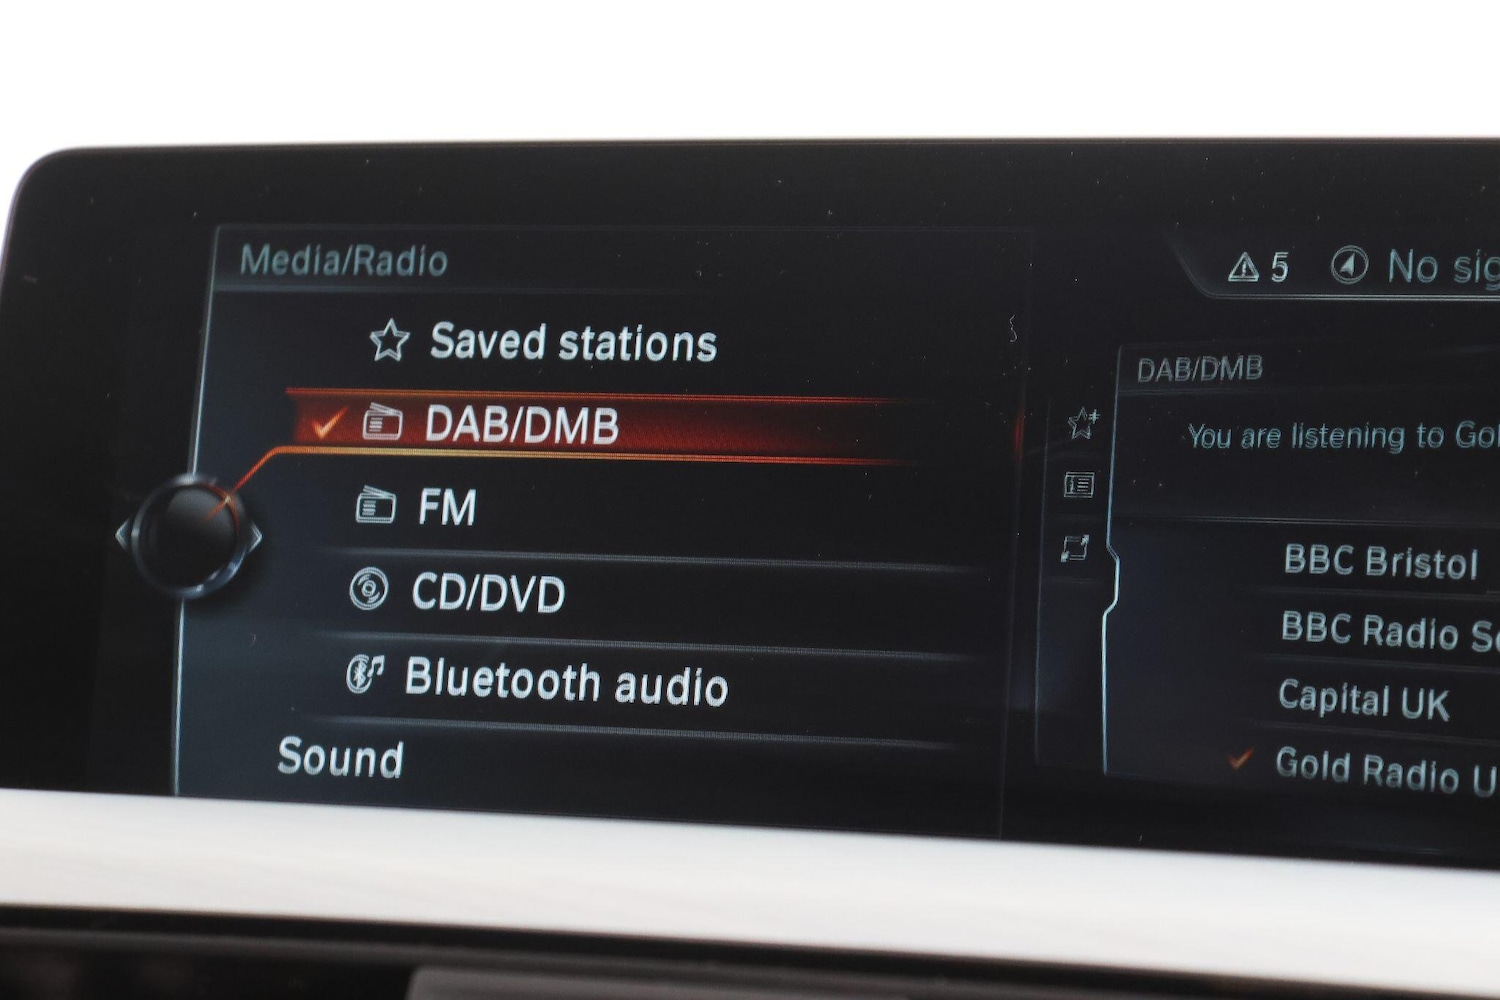 Media/Radio
Saved stations
DAB/DMB
FM
CD/DVD
Bluetooth audio
Sound
5
No sig
DAB/DMB
You are listening to Gol
BBC Bristol
BBC Radio So
Capital UK
Gold Radio U